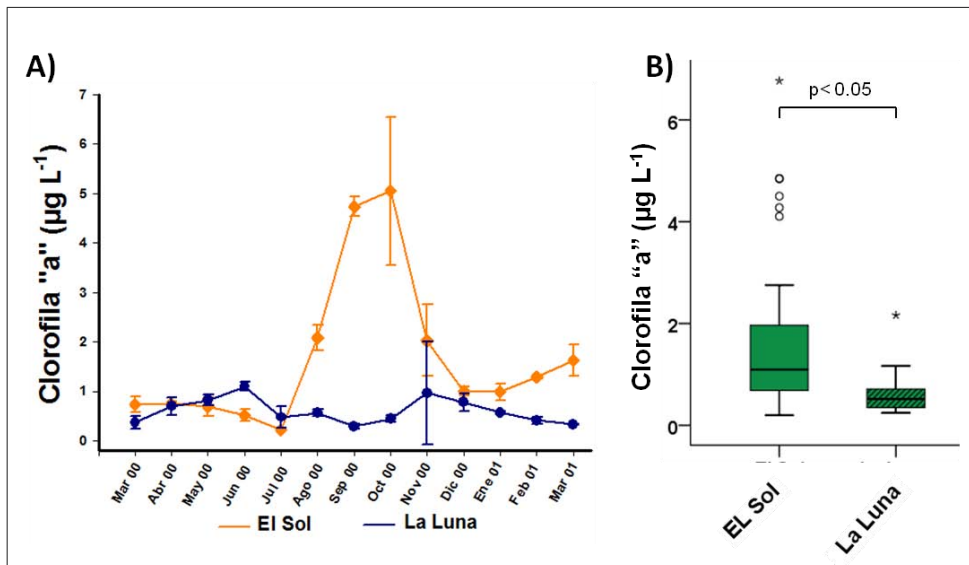 A)
Clorofila "a" (µg L-1)
7
6
5
4
3
2
1
0
Mar 00
Abr 00
May 00
Jun 00
Jul 00
Ago 00
Sep 00
Oct 00
Nov 00
Dic 00
Ene 01
Feb 01
Mar 01
El Sol
La Luna
B)
Clorofila “a” (µg L-1)
p< 0.05
6
4
2
0
EL Sol
La Luna